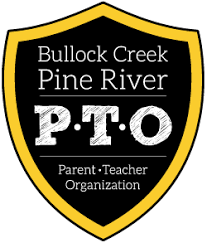 Bullock Creek
Pine River
P·T·O
Parent·Teacher
Organization